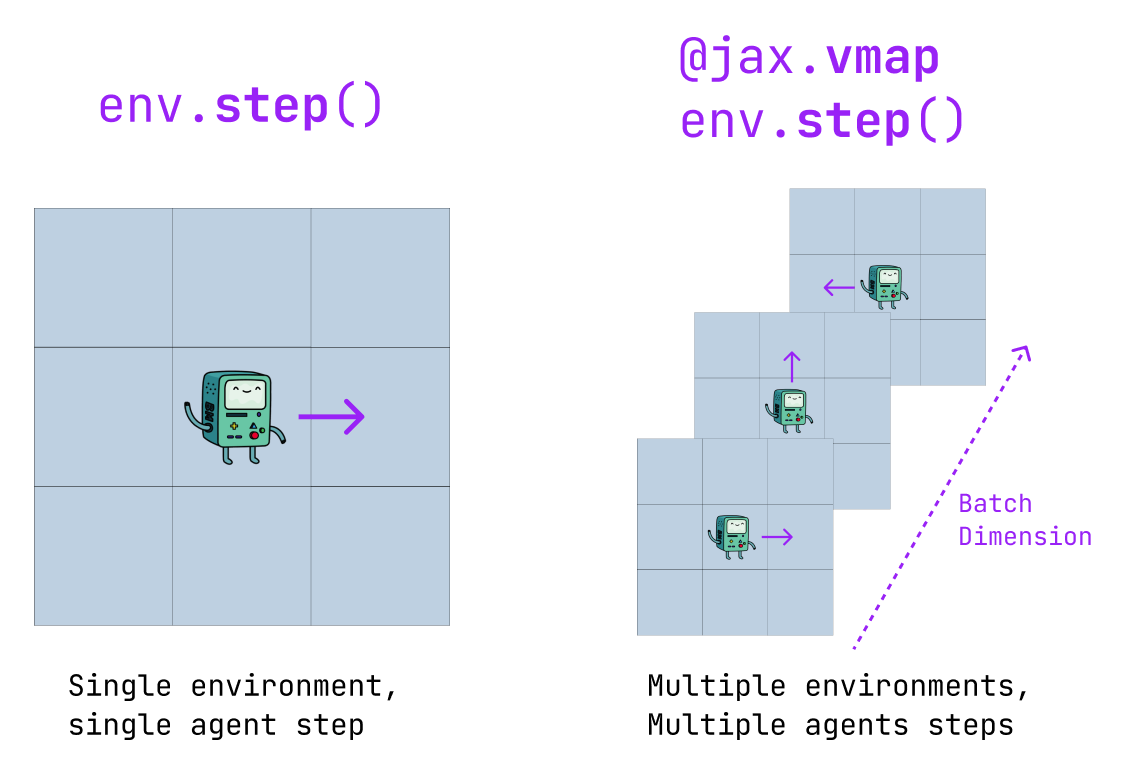 env.step()
@jax.vmap
env.step()
Batch
Dimension
Single environment,
single agent step
Multiple environments,
Multiple agents steps